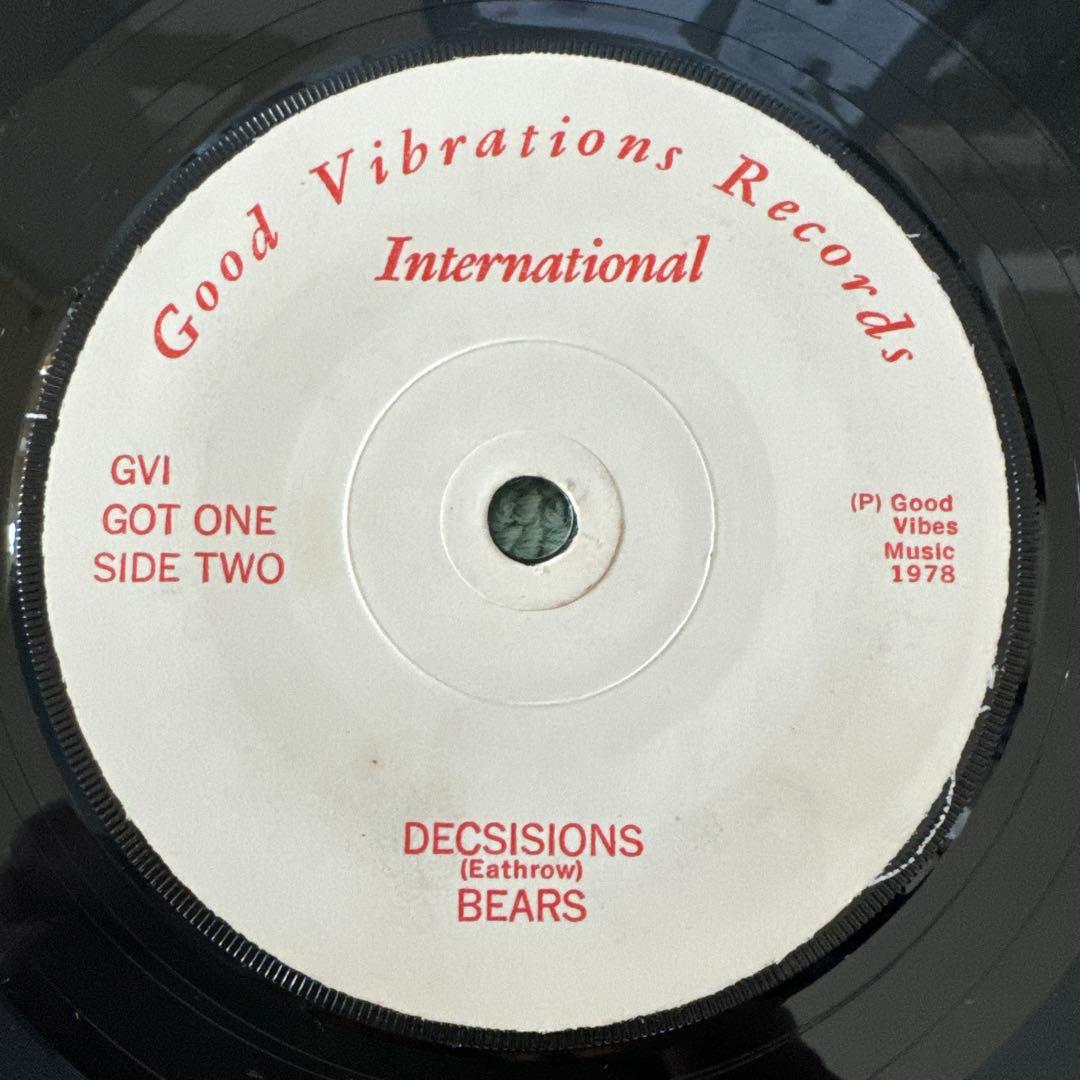 Good Vibrations Records
International
GVI
GOT ONE
SIDE TWO
(P) Good
Vibes
Music
1978
DECSISIONS
(Eathrow)
BEARS